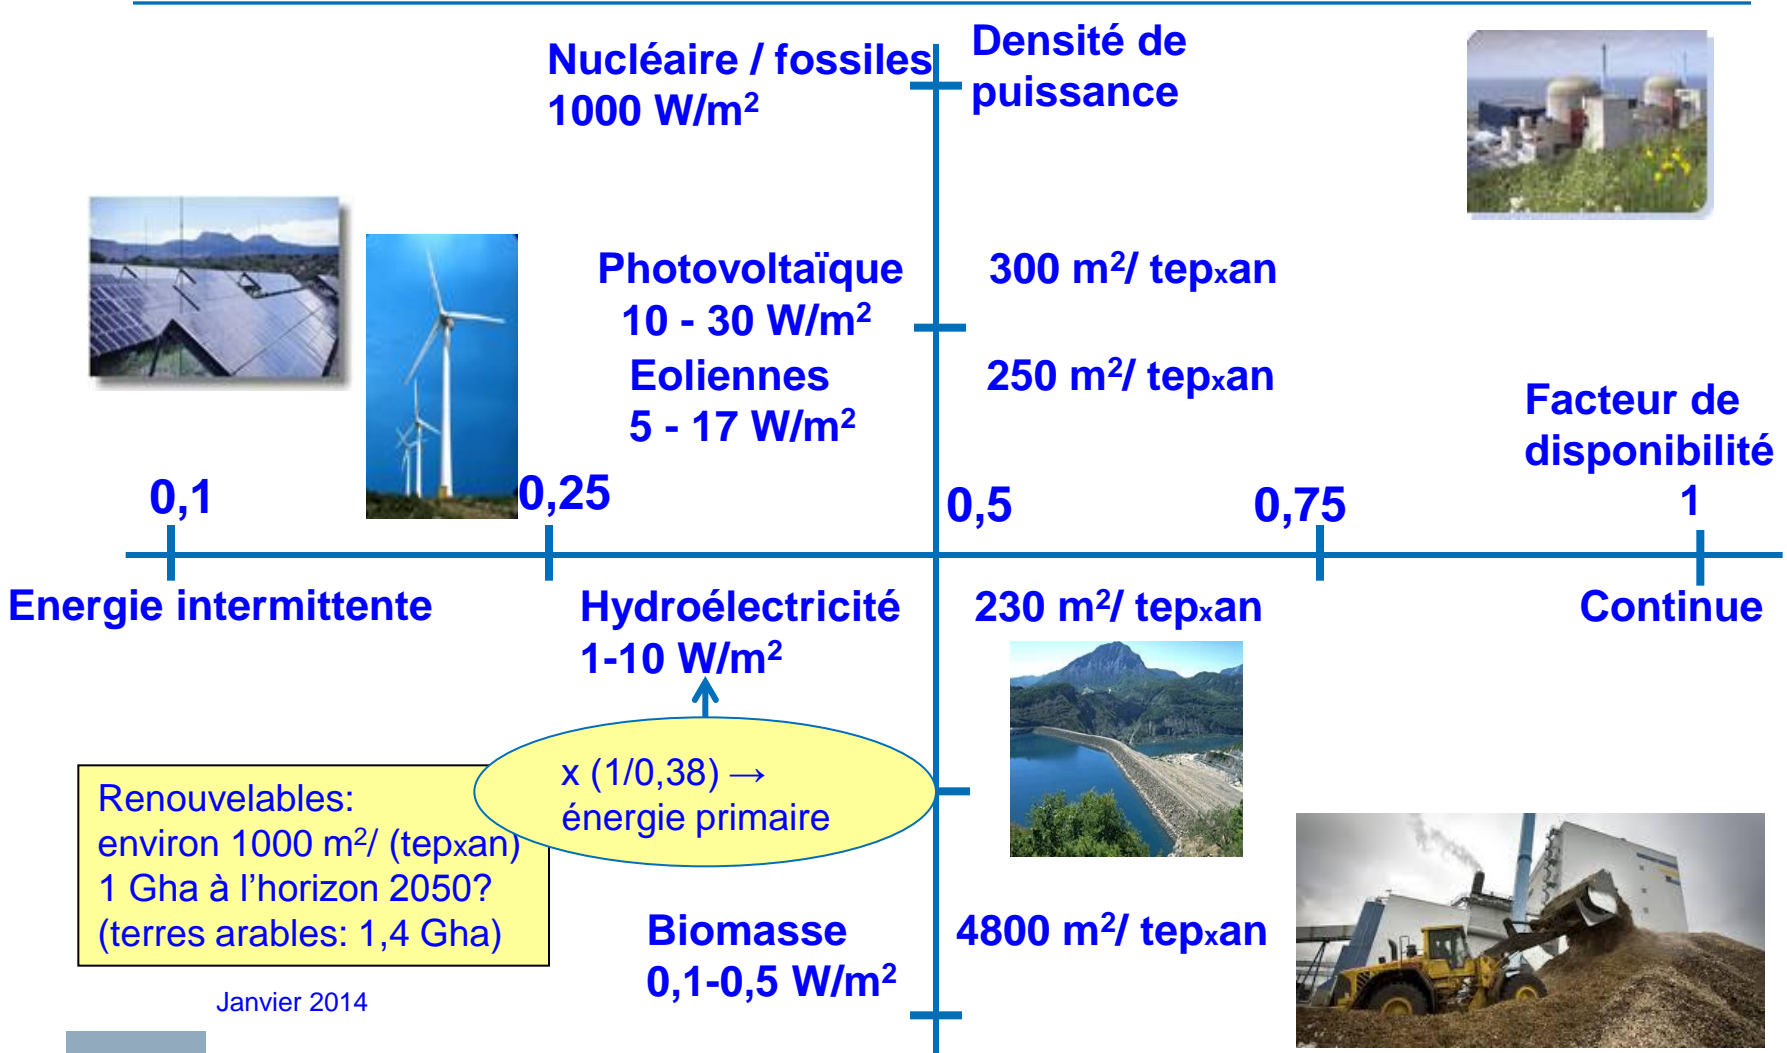 Nucléaire / fossiles
1000 W/m²
Densité de
puissance
Photovoltaïque
10 - 30 W/m²
300 m²/ tepxan
Eoliennes
5 - 17 W/m²
250 m²/ tepxan
Facteur de
disponibilité
0,1
0,25
0,5
0,75
1
Energie intermittente
Hydroélectricité
1-10 W/m²
230 m²/ tepxan
Continue
x (1/0,38) →
énergie primaire
Renouvelables:
environ 1000 m²/ (tepxan)
1 Gha à l’horizon 2050?
(terres arables: 1,4 Gha)
Biomasse
0,1-0,5 W/m²
4800 m²/ tepxan
Janvier 2014